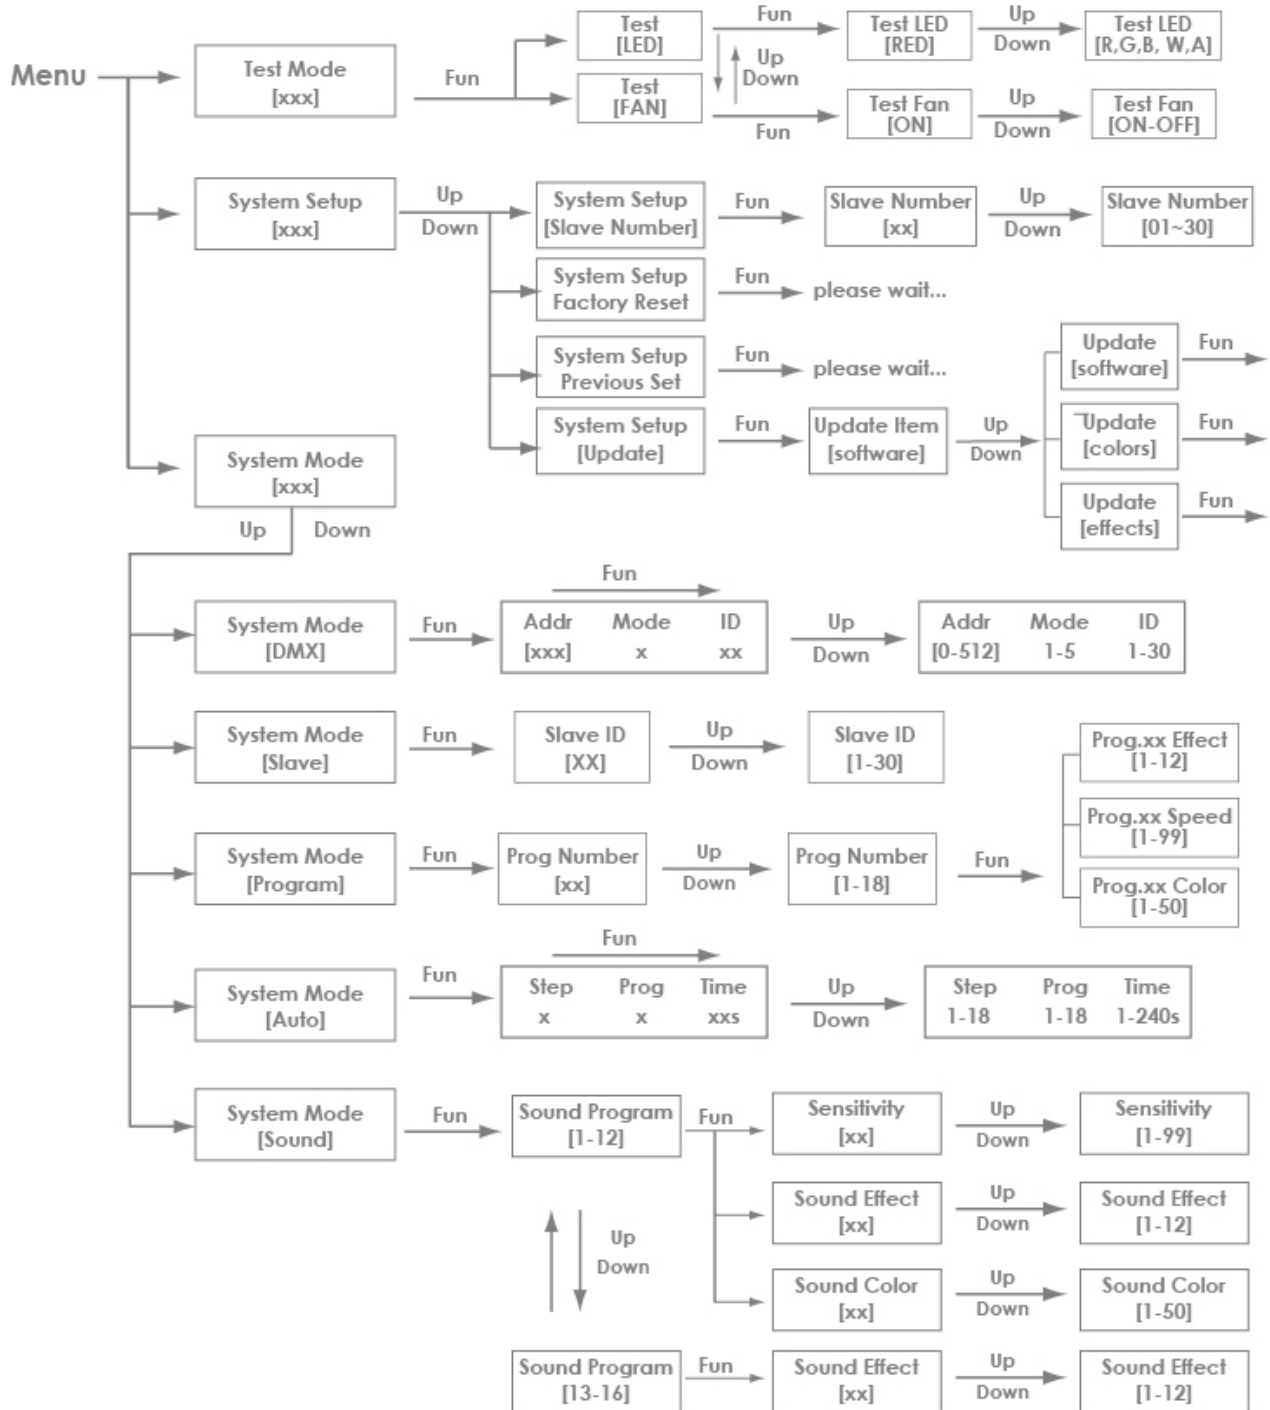 Menu
Test Mode
[xxx]
Fun
Test
[LED]
Fun
Test LED
[RED]
Up
Down
Test LED
[R,G,B, W,A]
Up
Down
Test
[FAN]
Fun
Test Fan
[ON]
Up
Down
Test Fan
[ON-OFF]
System Setup
[xxx]
Up
Down
System Setup
[Slave Number]
Fun
Slave Number
[xx]
Up
Down
Slave Number
[01~30]
System Setup
Factory Reset
Fun
please wait...
System Setup
Previous Set
Fun
please wait...
System Setup
[Update]
Fun
Update Item
[software]
Up
Down
Update
[software]
Fun
Update
[colors]
Fun
Update
[effects]
Fun
System Mode
[xxx]
Up Down
System Mode
[DMX]
Fun
Fun
Addr Mode ID
[xxx] x xx
Up
Down
Addr Mode ID
[0-512] 1-5 1-30
System Mode
[Slave]
Fun
Slave ID
[XX]
Up
Down
Slave ID
[1-30]
System Mode
[Program]
Fun
Prog Number
[xx]
Up
Down
Prog Number
[1-18]
Fun
Prog.xx Effect
[1-12]
Prog.xx Speed
[1-99]
Prog.xx Color
[1-50]
System Mode
[Auto]
Fun
Fun
Step Prog Time
x x xxs
Up
Down
Step Prog Time
1-18 1-18 1-240s
System Mode
[Sound]
Fun
Sound Program
[1-12]
Fun
Sensitivity
[xx]
Up
Down
Sensitivity
[1-99]
Sound Effect
[xx]
Up
Down
Sound Effect
[1-12]
Sound Color
[xx]
Up
Down
Sound Color
[1-50]
Up
Down
Sound Program
[13-16]
Fun
Sound Effect
[xx]
Up
Down
Sound Effect
[1-12]